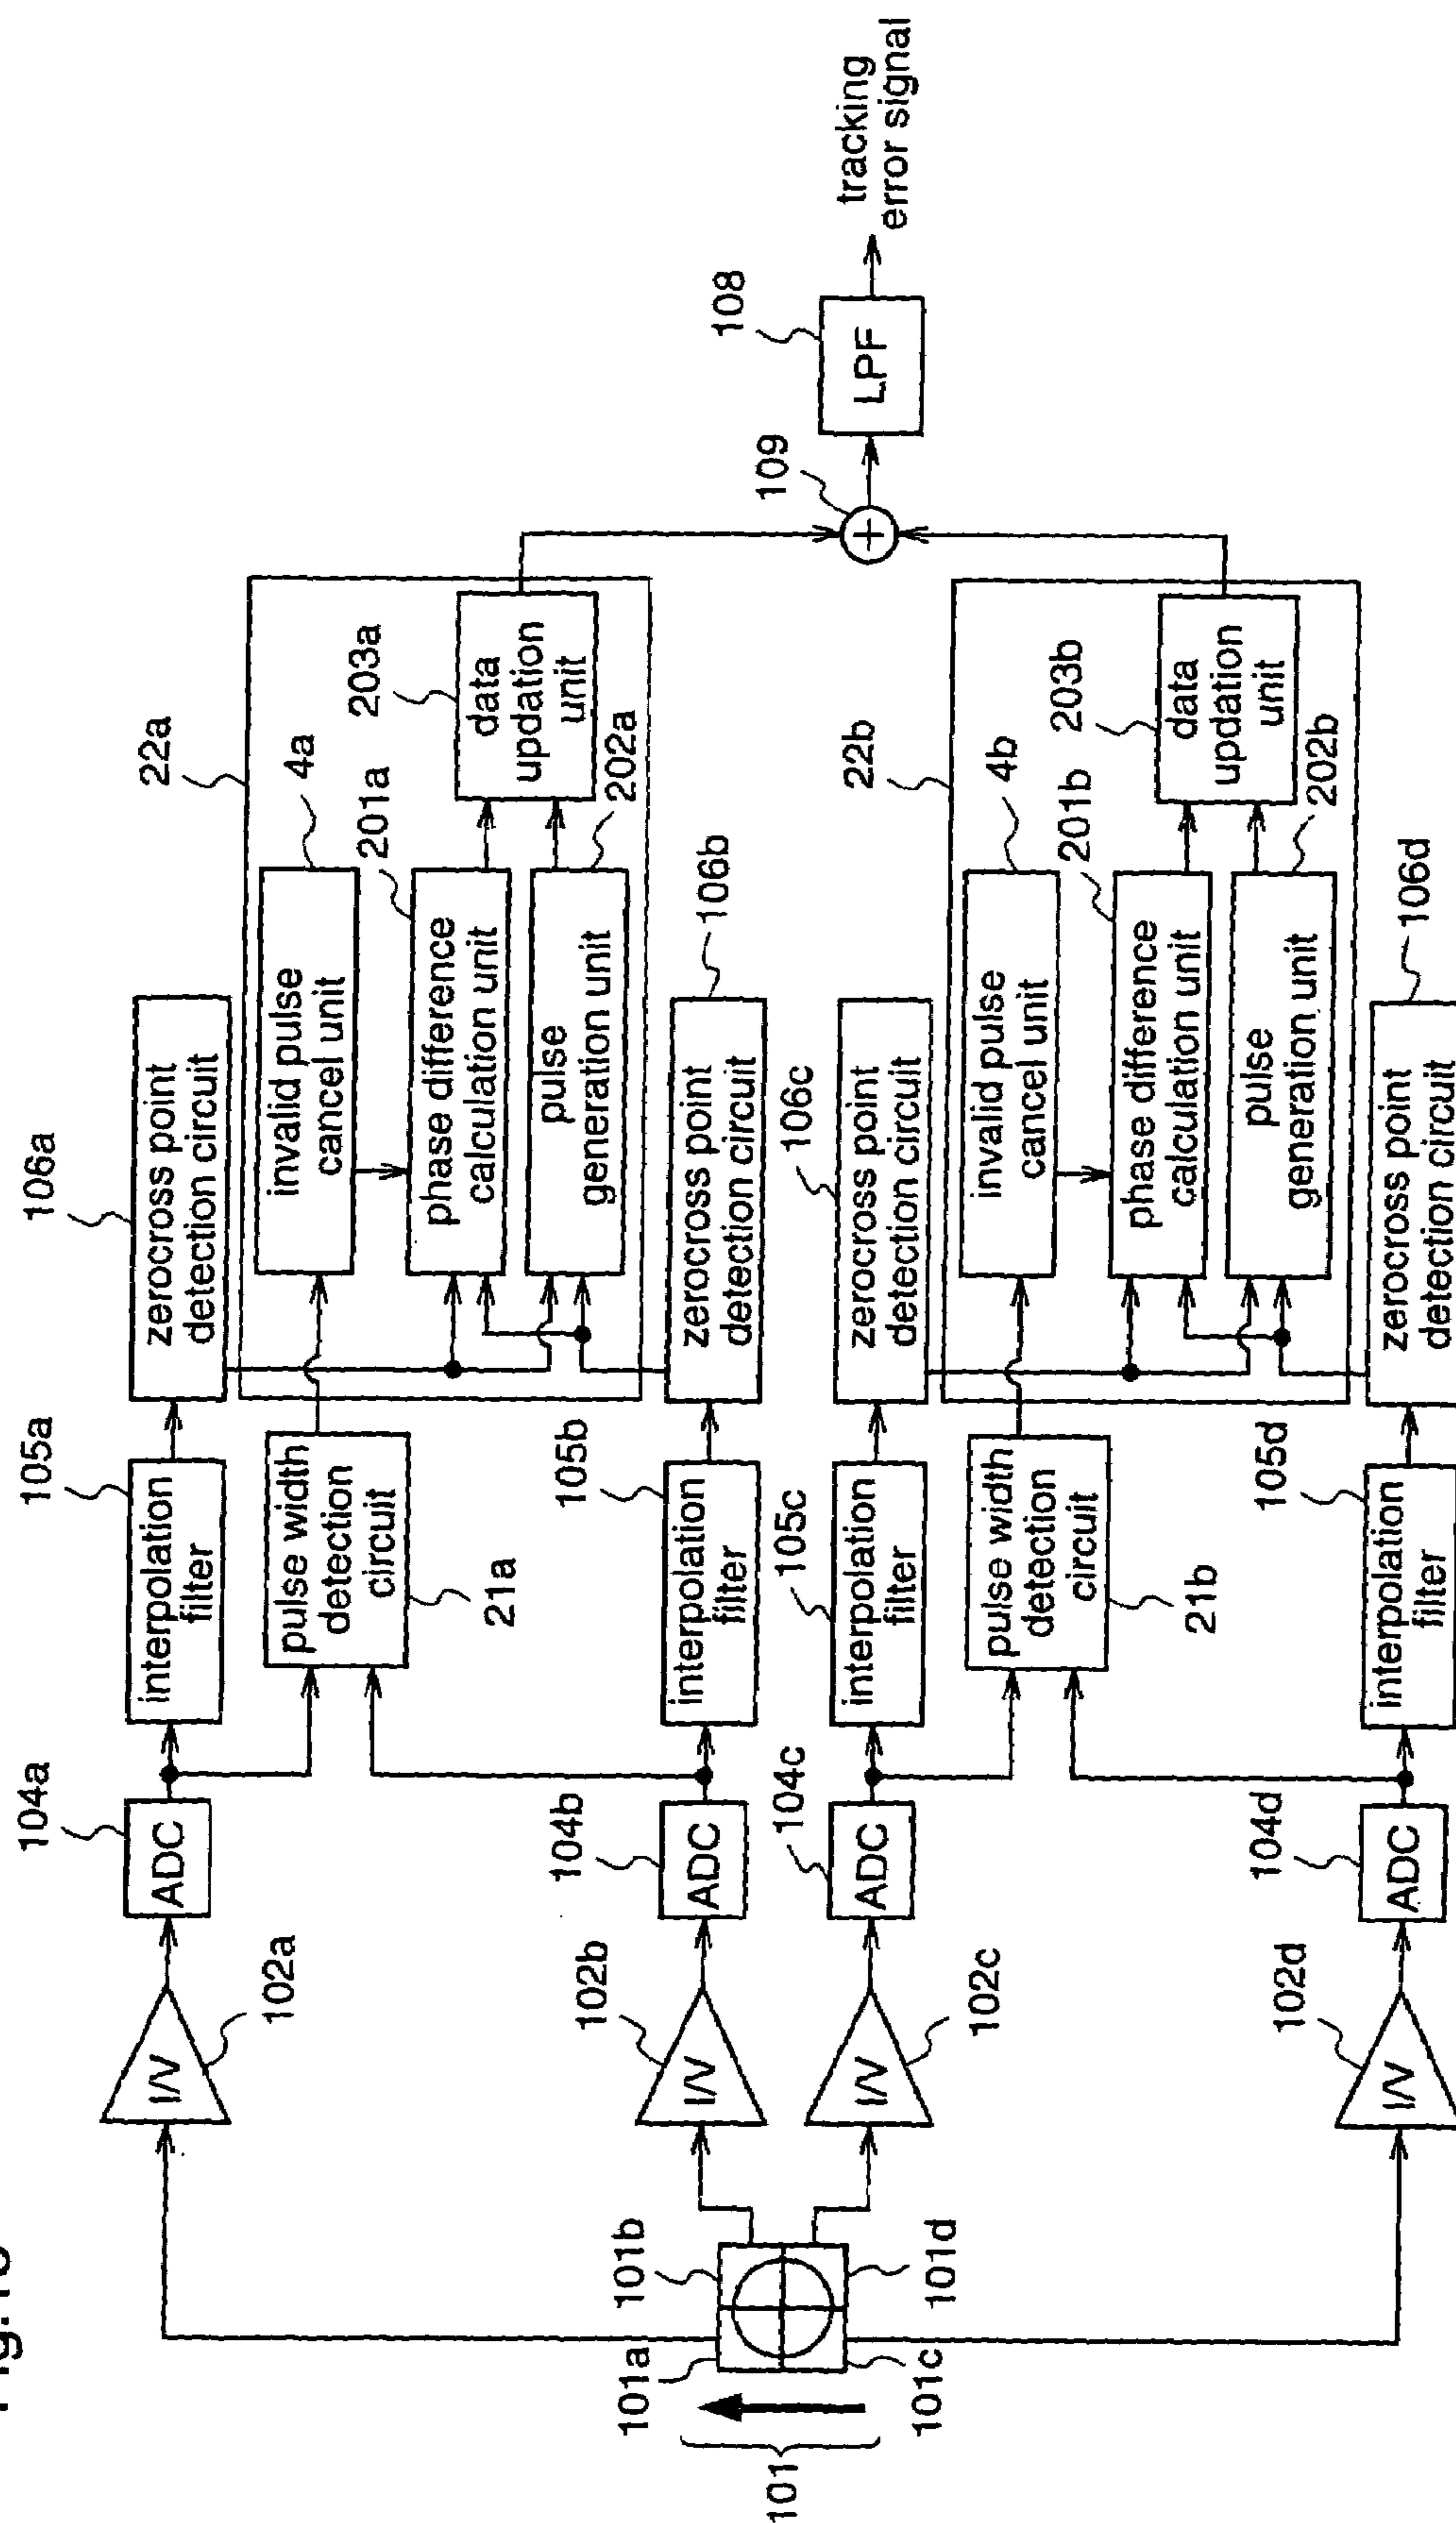 106a
105a
104a
zerocross point
detection circuit
interpolation
filter
ADC
I/V
102a
22a
4a
invalid pulse
cancel unit
201a
phase difference
calculation unit
203a
data
updation
unit
pulse
generation unit
202a
pulse width
detection
circuit
21a
106b
zerocross point
detection circuit
105b
interpolation
filter
104b
ADC
102b
I/V
101a
101b
101c
101d
101
109
+
108
LPF
tracking
error signal
106c
zerocross point
detection circuit
105c
interpolation
filter
104c
ADC
I/V
102c
22b
4b
invalid pulse
cancel unit
201b
phase difference
calculation unit
203b
data
updation
unit
pulse
generation unit
202b
pulse width
detection
circuit
21b
106d
zerocross point
detection circuit
105d
interpolation
filter
104d
ADC
102d
I/V